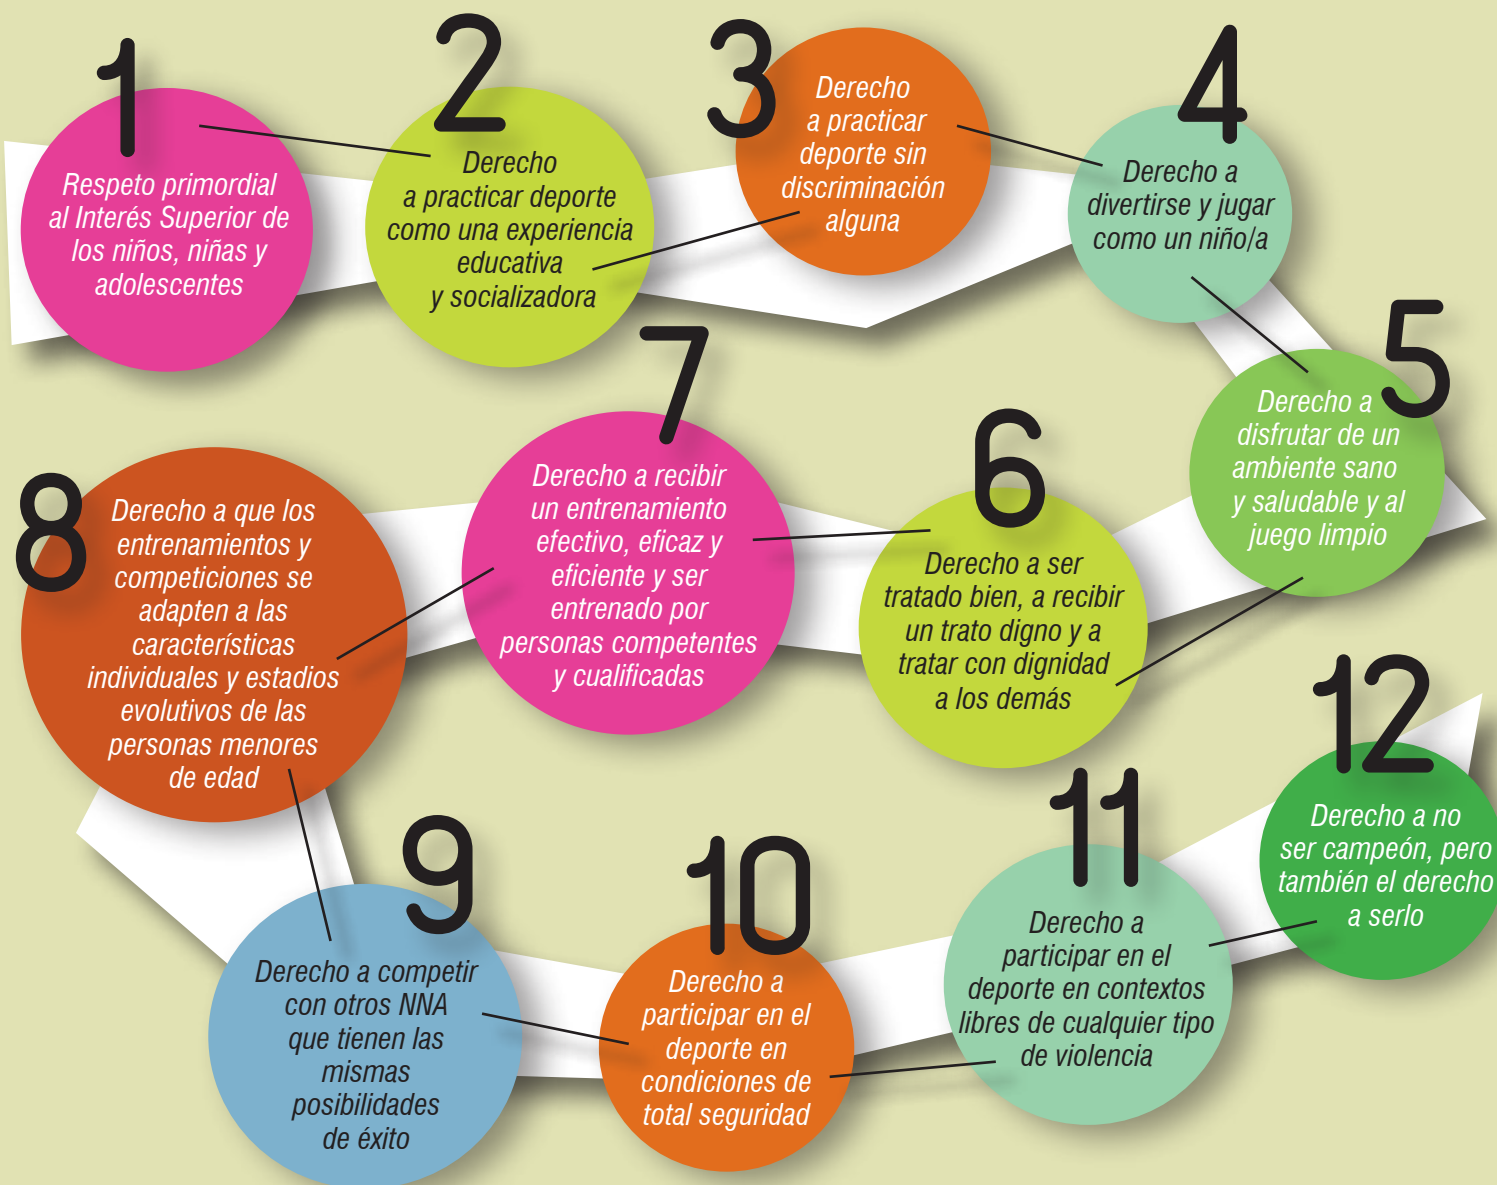 1
Respeto primordial
al Interés Superior de
los niños, niñas y
adolescentes
2
Derecho
a practicar deporte
como una experiencia
educativa
y socializadora
3
Derecho
a practicar
deporte sin
discriminación
alguna
4
Derecho a
divertirse y jugar
como un niño/a
5
Derecho a
disfrutar de un
ambiente sano
y saludable y al
juego limpio
6
Derecho a ser
tratado bien, a recibir
un trato digno y a
tratar con dignidad
a los demás
7
Derecho a recibir
un entrenamiento
efectivo, eficaz y
eficiente y ser
entrenado por
personas competentes
y cualificadas
8
Derecho a que los
entrenamientos y
competiciones se
adapten a las
características
individuales y estadios
evolutivos de las
personas menores
de edad
9
Derecho a competir
con otros NNA
que tienen las
mismas
posibilidades
de éxito
10
Derecho a
participar en el
deporte en
condiciones de
total seguridad
11
Derecho a
participar en el
deporte en contextos
libres de cualquier tipo
de violencia
12
Derecho a no
ser campeón, pero
también el derecho
a serlo